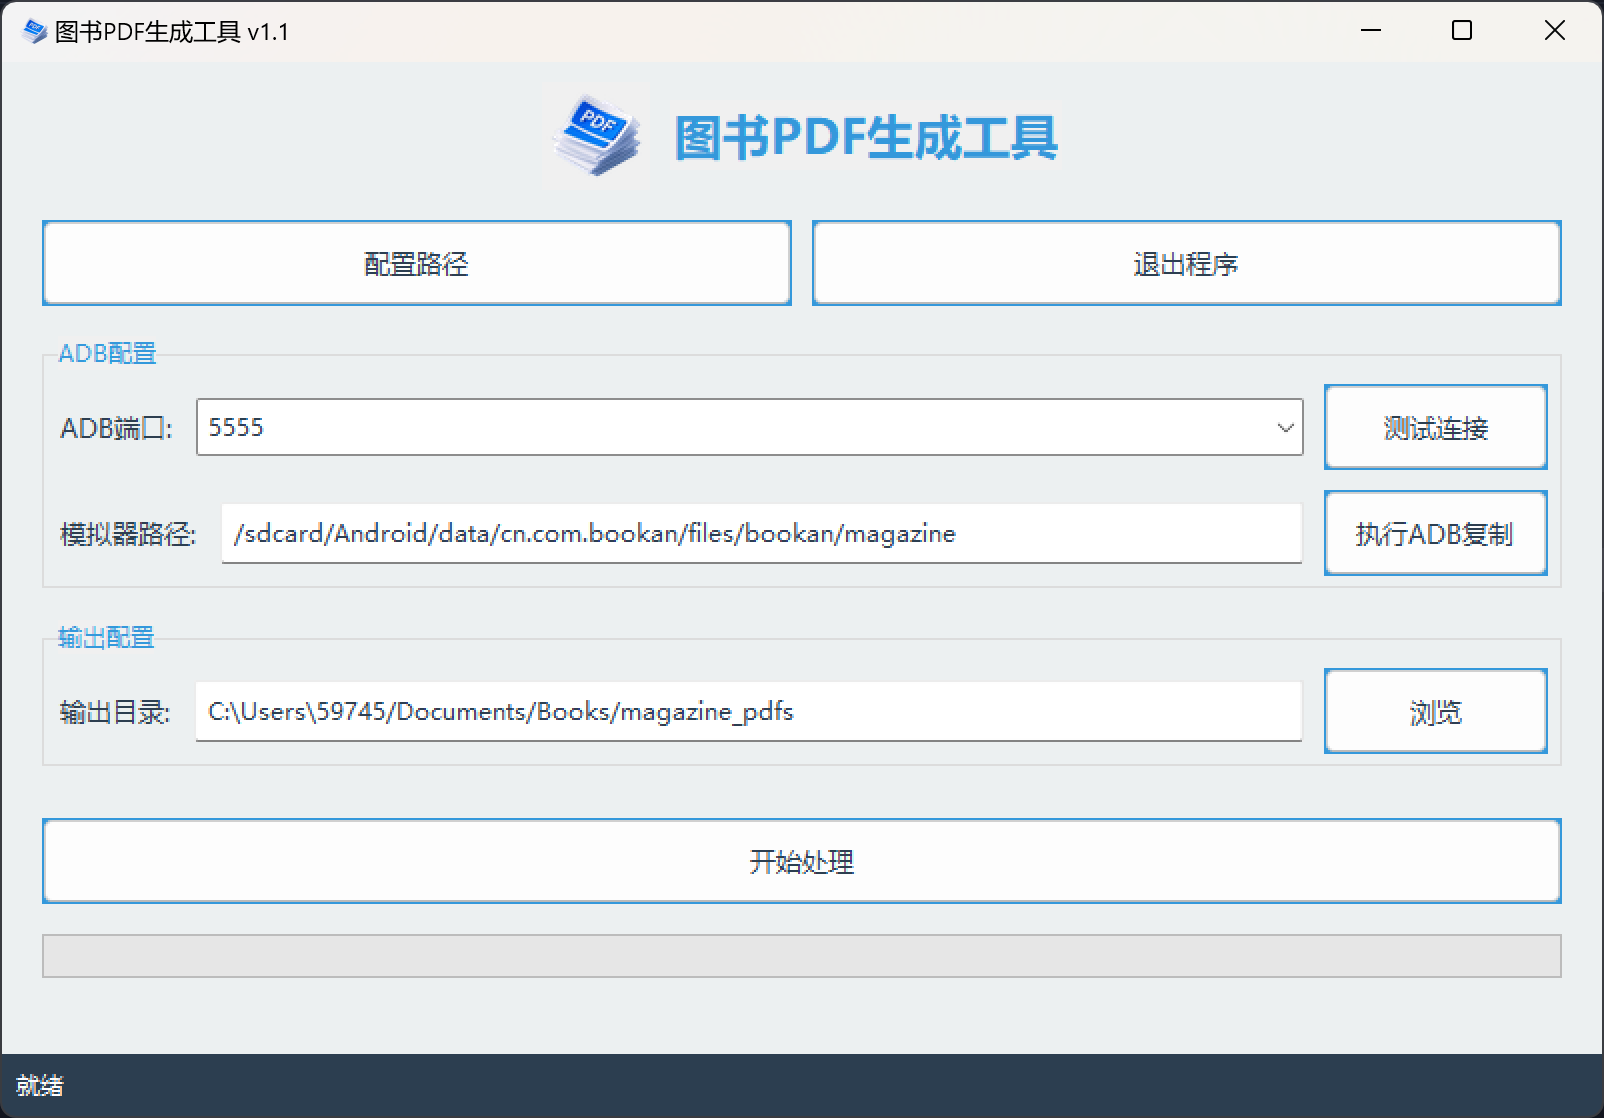 图书PDF生成工具 v1.1
PDF
图书PDF生成工具
配置路径
退出程序
ADB配置
ADB端口:
5555
测试连接
模拟器路径:
/sdcard/Android/data/cn.com.bookan/files/bookan/magazine
执行ADB复制
输出配置
输出目录:
C:\Users\59745/Documents/Books/magazine_pdfs
浏览
开始处理
就绪